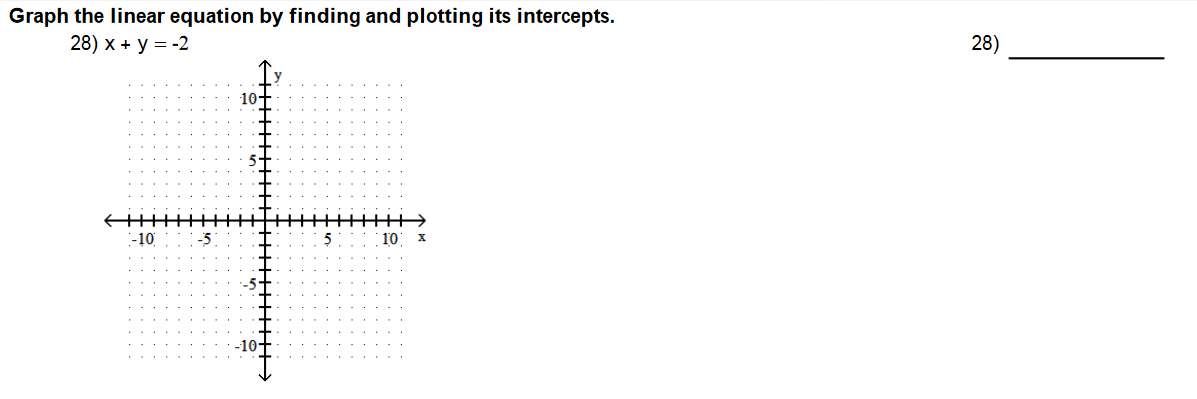 Graph the linear equation by finding and plotting its intercepts.
28) x + y = -2
28)
y
10
5
-10 -5 5 10 x
-5
-10